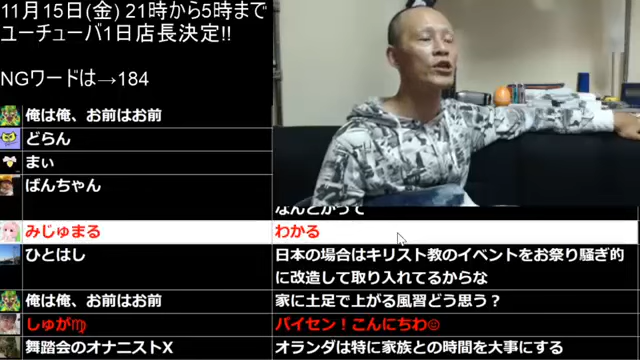 11月15日(金) 21時から5時まで
ユーチューバ1日店長決定!!
NGワードは→184
俺は俺、お前はお前
どらん
まぃ
ばんちゃん
なんとかって
みじゅまる わかる
ひとはし 日本の場合はキリスト教のイベントをお祭り騒ぎ的
に改造して取り入れてるからな
俺は俺、お前はお前 家に土足で上がる風習どう思う？
しゅが♍ パイセン！こんにちわ☺
舞踏会のオナニストX オランダは特に家族との時間を大事にする